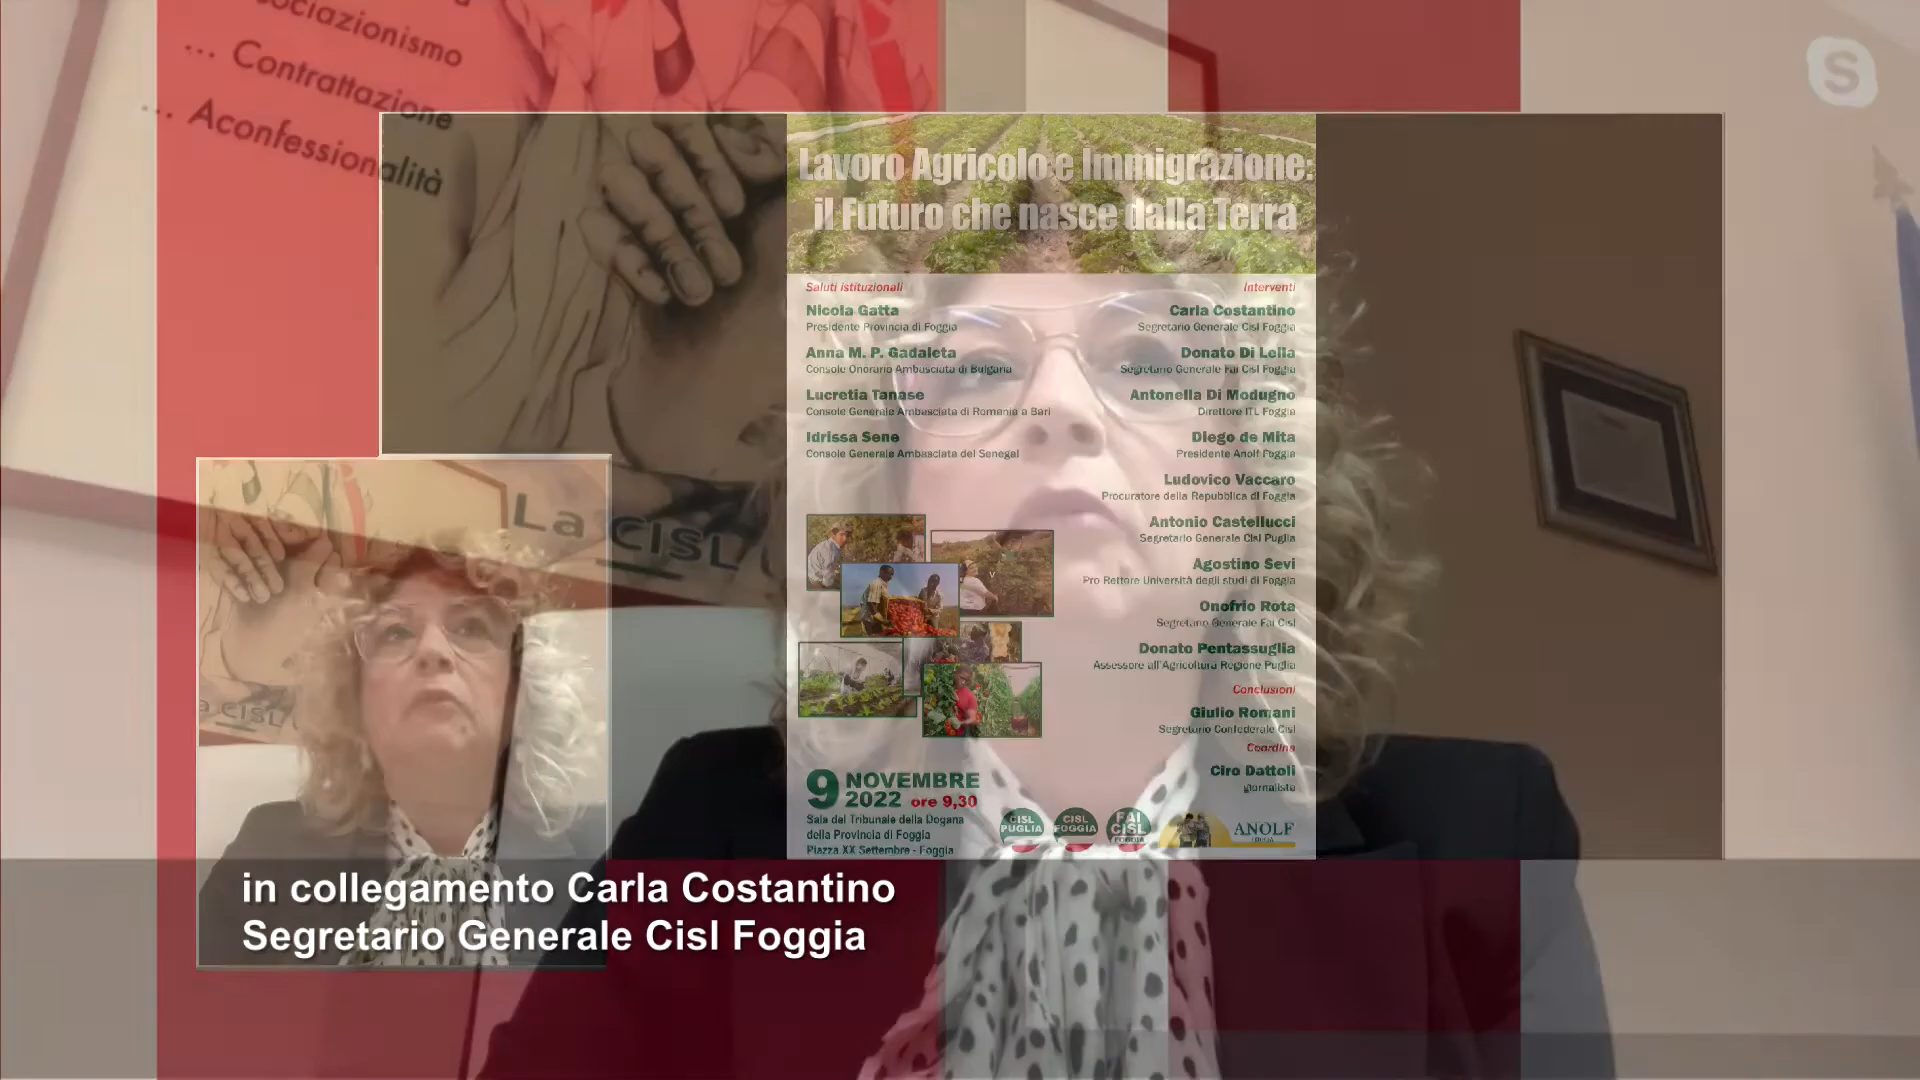 ociazionismo
... Contrattazione
... Aconfessionalità
S
Lavoro Agricolo e Immigrazione:
il Futuro che nasce dalla Terra
Saluti istituzionali
Nicola Gatta
Presidente Provincia di Foggia
Anna M. P. Gadaleta
Console Onorario Ambasciata di Bulgaria
Lucretia Tanase
Console Generale Ambasciata di Romania a Bari
Idrissa Sene
Console Generale Ambasciata del Senegal
Interventi
Carla Costantino
Segretario Generale Cisl Foggia
Donato Di Lella
Segretario Generale Fai Cisl Foggia
Antonella Di Modugno
Direttore ITL Foggia
Diego de Mita
Presidente Anolf Foggia
Ludovico Vaccaro
Procuratore della Repubblica di Foggia
Antonio Castellucci
Segretario Generale Cisl Puglia
Agostino Sevi
Pro Rettore Università degli studi di Foggia
Onofrio Rota
Segretario Generale Fai Cisl
Donato Pentassuglia
Assessore all'Agricoltura Regione Puglia
Conclusioni
Giulio Romani
Segretario Confederale Cisl
Coordina
Ciro Dattoli
giornalista
9 NOVEMBRE
2022 ore 9,30
Sala del Tribunale della Dogana
della Provincia di Foggia
Piazza XX Settembre - Foggia
CISL
PUGLIA
CISL
FOGGIA
FAI
CISL
FOGGIA
ANOLF
La CISL
a CISL
in collegamento Carla Costantino
Segretario Generale Cisl Foggia